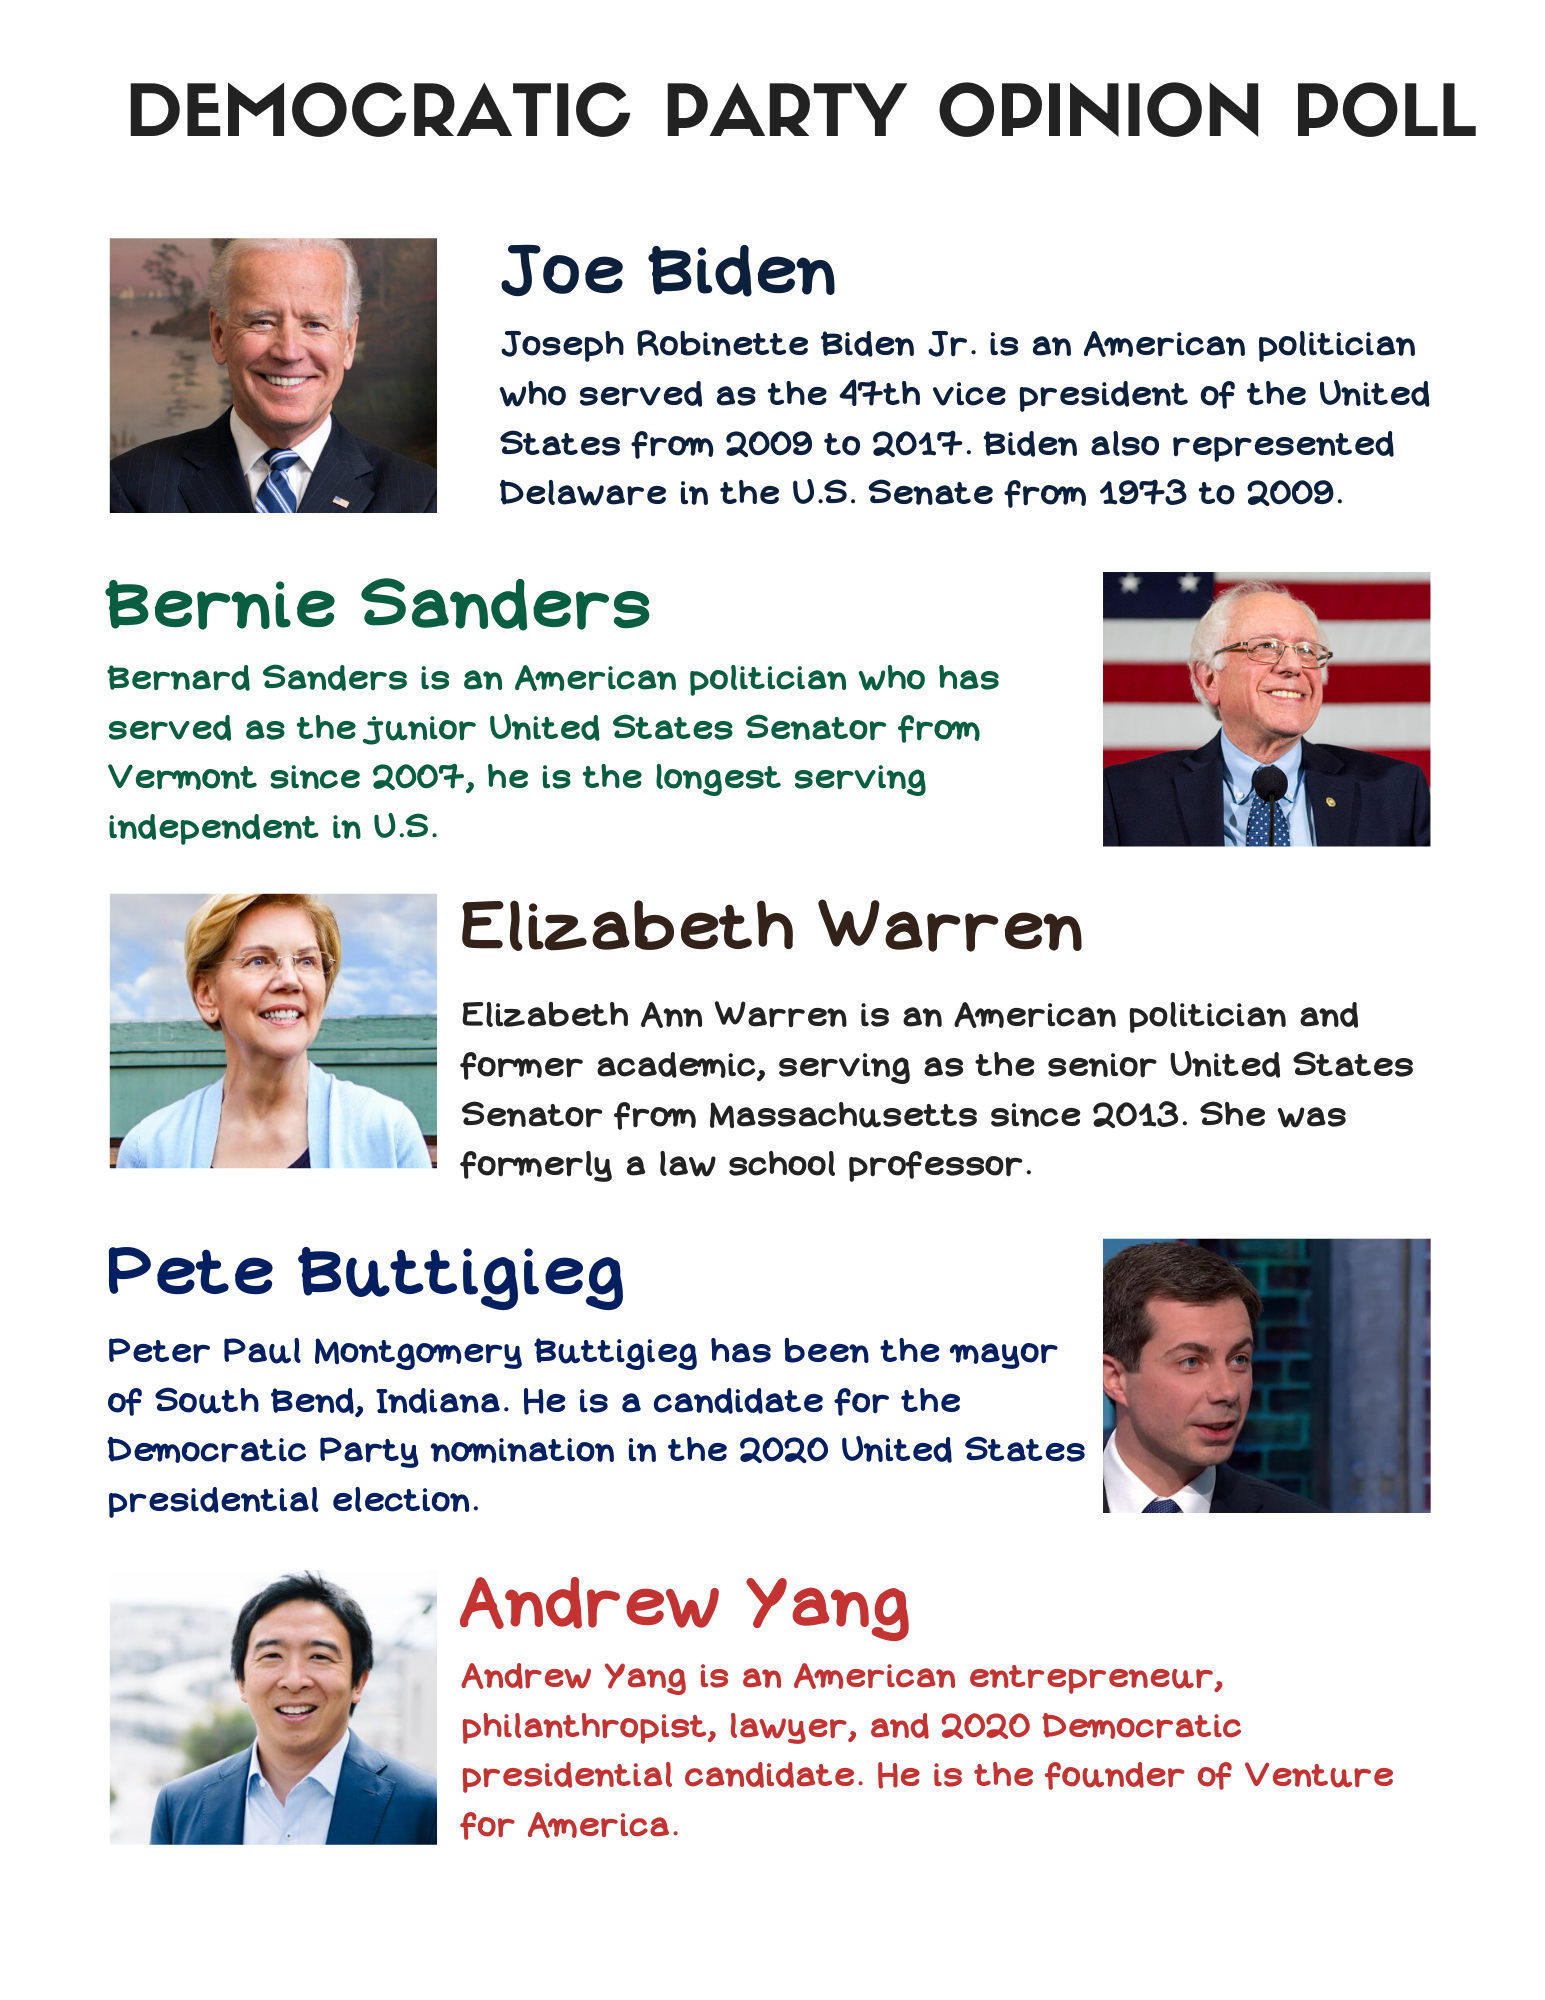 DEMOCRATIC PARTY OPINION POLL
Joe Biden
Joseph Robinette Biden Jr. is an American politician
who served as the 47th vice president of the United
States from 2009 to 2017. Biden also represented
Delaware in the U.S. Senate from 1973 to 2009.
Bernie Sanders
Bernard Sanders is an American politician who has
served as the junior United States Senator from
Vermont since 2007, he is the longest serving
independent in U.S.
Elizabeth Warren
Elizabeth Ann Warren is an American politician and
former academic, serving as the senior United States
Senator from Massachusetts since 2013. She was
formerly a law school professor.
Pete Buttigieg
Peter Paul Montgomery Buttigieg has been the mayor
of South Bend, Indiana. He is a candidate for the
Democratic Party nomination in the 2020 United States
presidential election.
Andrew Yang
Andrew Yang is an American entrepreneur,
philanthropist, lawyer, and 2020 Democratic
presidential candidate. He is the founder of Venture
for America.